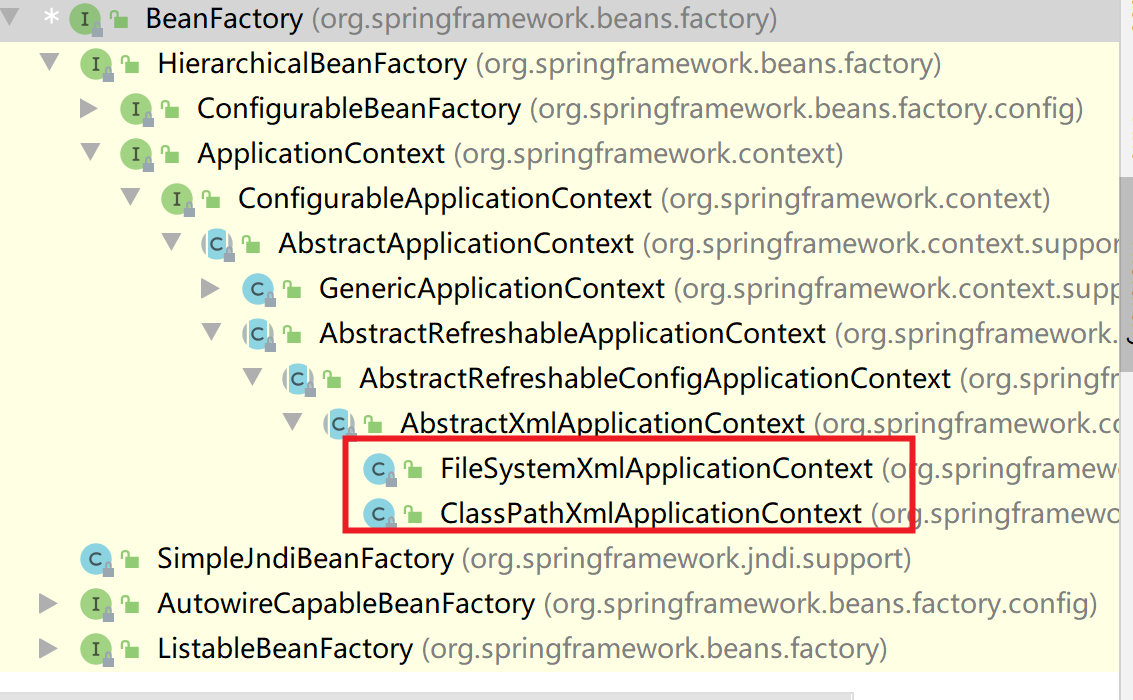 BeanFactory (org.springframework.beans.factory)
HierarchicalBeanFactory (org.springframework.beans.factory)
ConfigurableBeanFactory (org.springframework.beans.factory.config)
ApplicationContext (org.springframework.context)
ConfigurableApplicationContext (org.springframework.context)
AbstractApplicationContext (org.springframework.context.suppor
GenericApplicationContext (org.springframework.context.supp
AbstractRefreshableApplicationContext (org.springframework.
AbstractRefreshableConfigApplicationContext (org.springfr
AbstractXmlApplicationContext (org.springframework.co
FileSystemXmlApplicationContext (org.springframew
ClassPathXmlApplicationContext (org.springframewo
SimpleJndiBeanFactory (org.springframework.jndi.support)
AutowireCapableBeanFactory (org.springframework.beans.factory.config)
ListableBeanFactory (org.springframework.beans.factory)